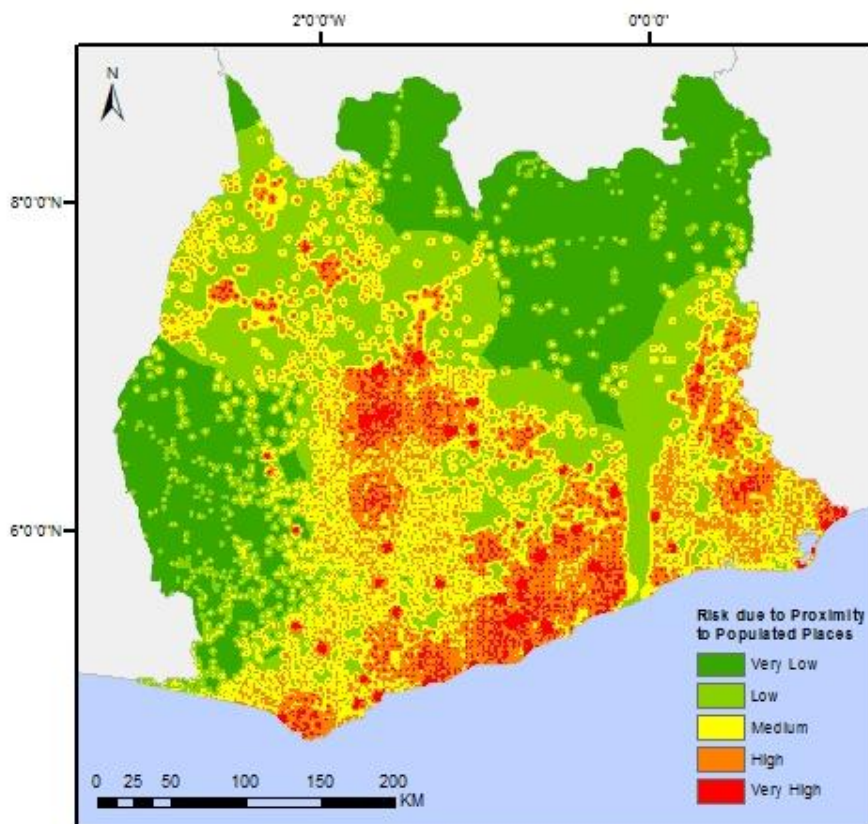 2°0'0"W 0°0'0"
N
8°0'0"N
6°0'0"N
Risk due to Proximity
to Populated Places
Very Low
Low
Medium
High
Very High
0 25 50 100 150 200
KM